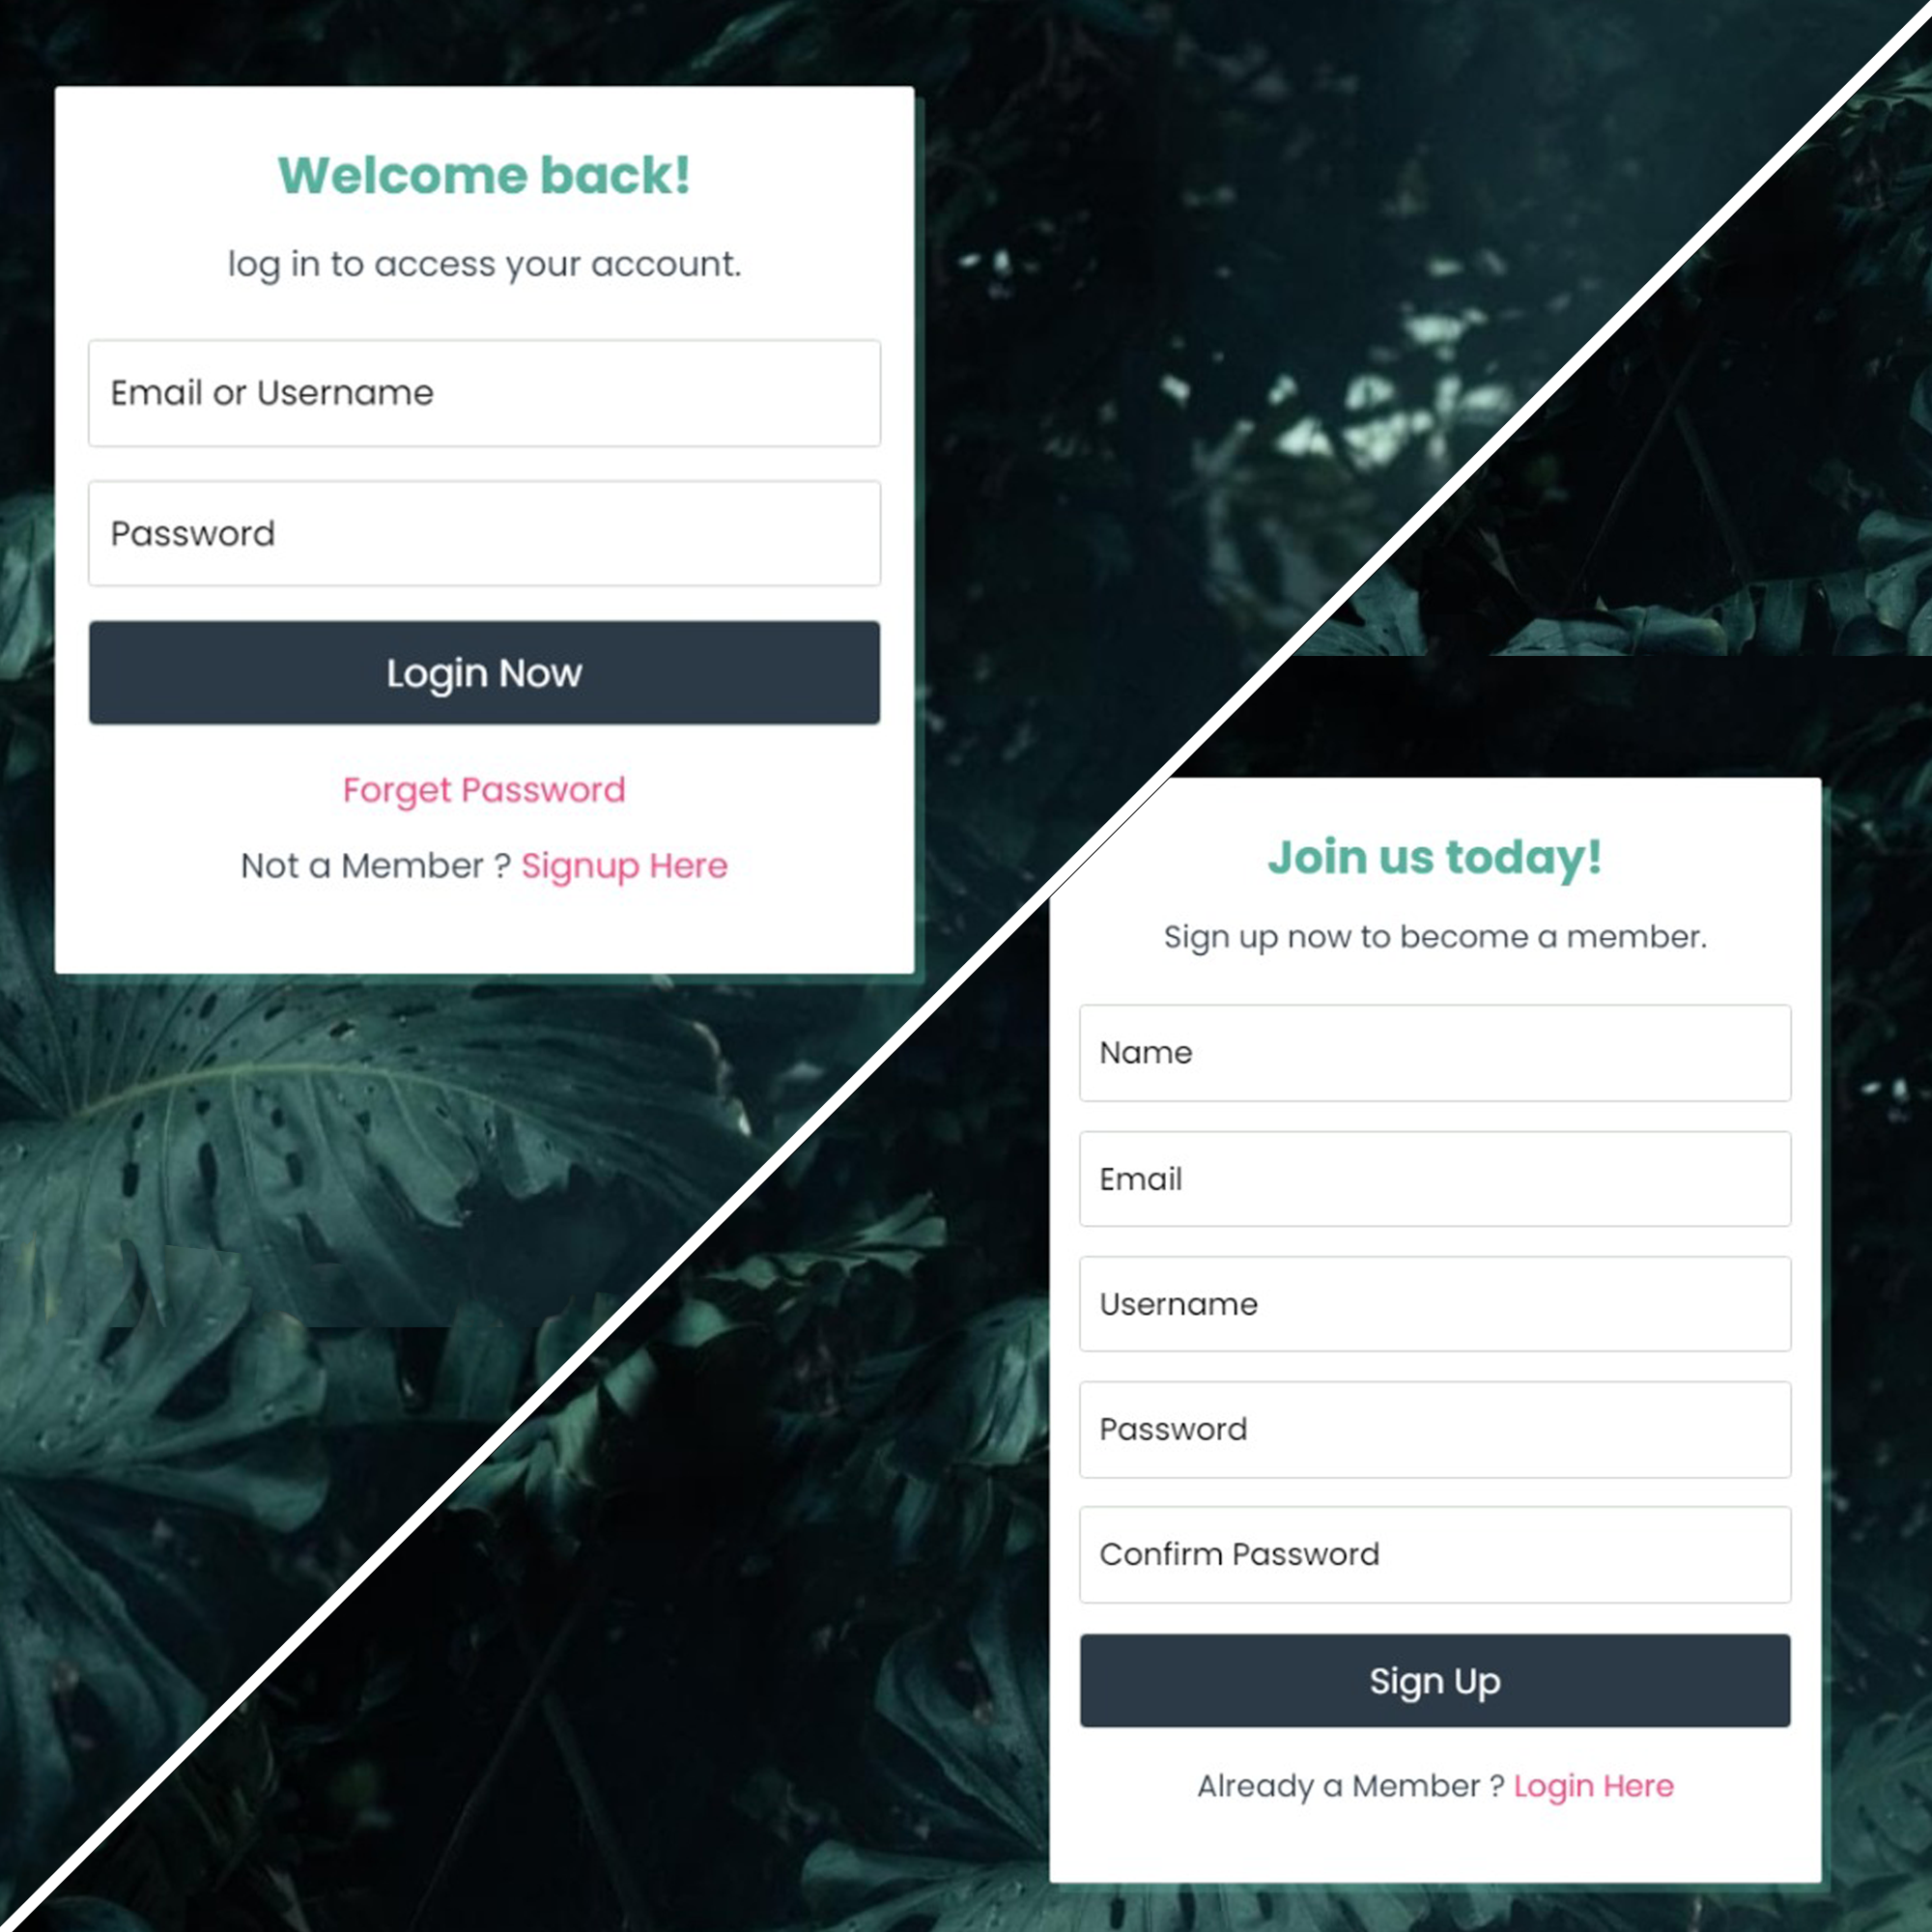 Welcome back!
log in to access your account.
Email or Username
Password
Login Now
Forget Password
Not a Member ? Signup Here
Join us today!
Sign up now to become a member.
Name
Email
Username
Password
Confirm Password
Sign Up
Already a Member ? Login Here